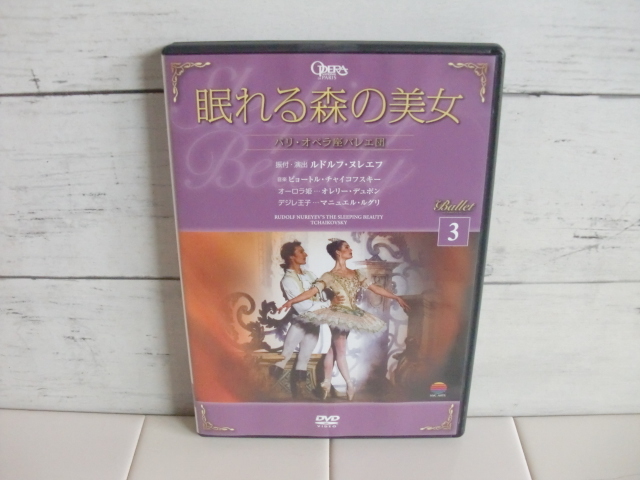 OPERA
PARIS
Sleeping
Beauty
眠れる森の美女
パリ・オペラ座バレエ団
振付・演出 ルドルフ・ヌレエフ
音楽 ピョートル・チャイコフスキー
オーロラ姫―オレリー・デュポン
デジレ王子―マニュエル・ルグリ
RUDOLF NUREYEV'S THE SLEEPING BEAUTY
TCHAIKOVSKY
Ballet
3
DVD
VIDEO